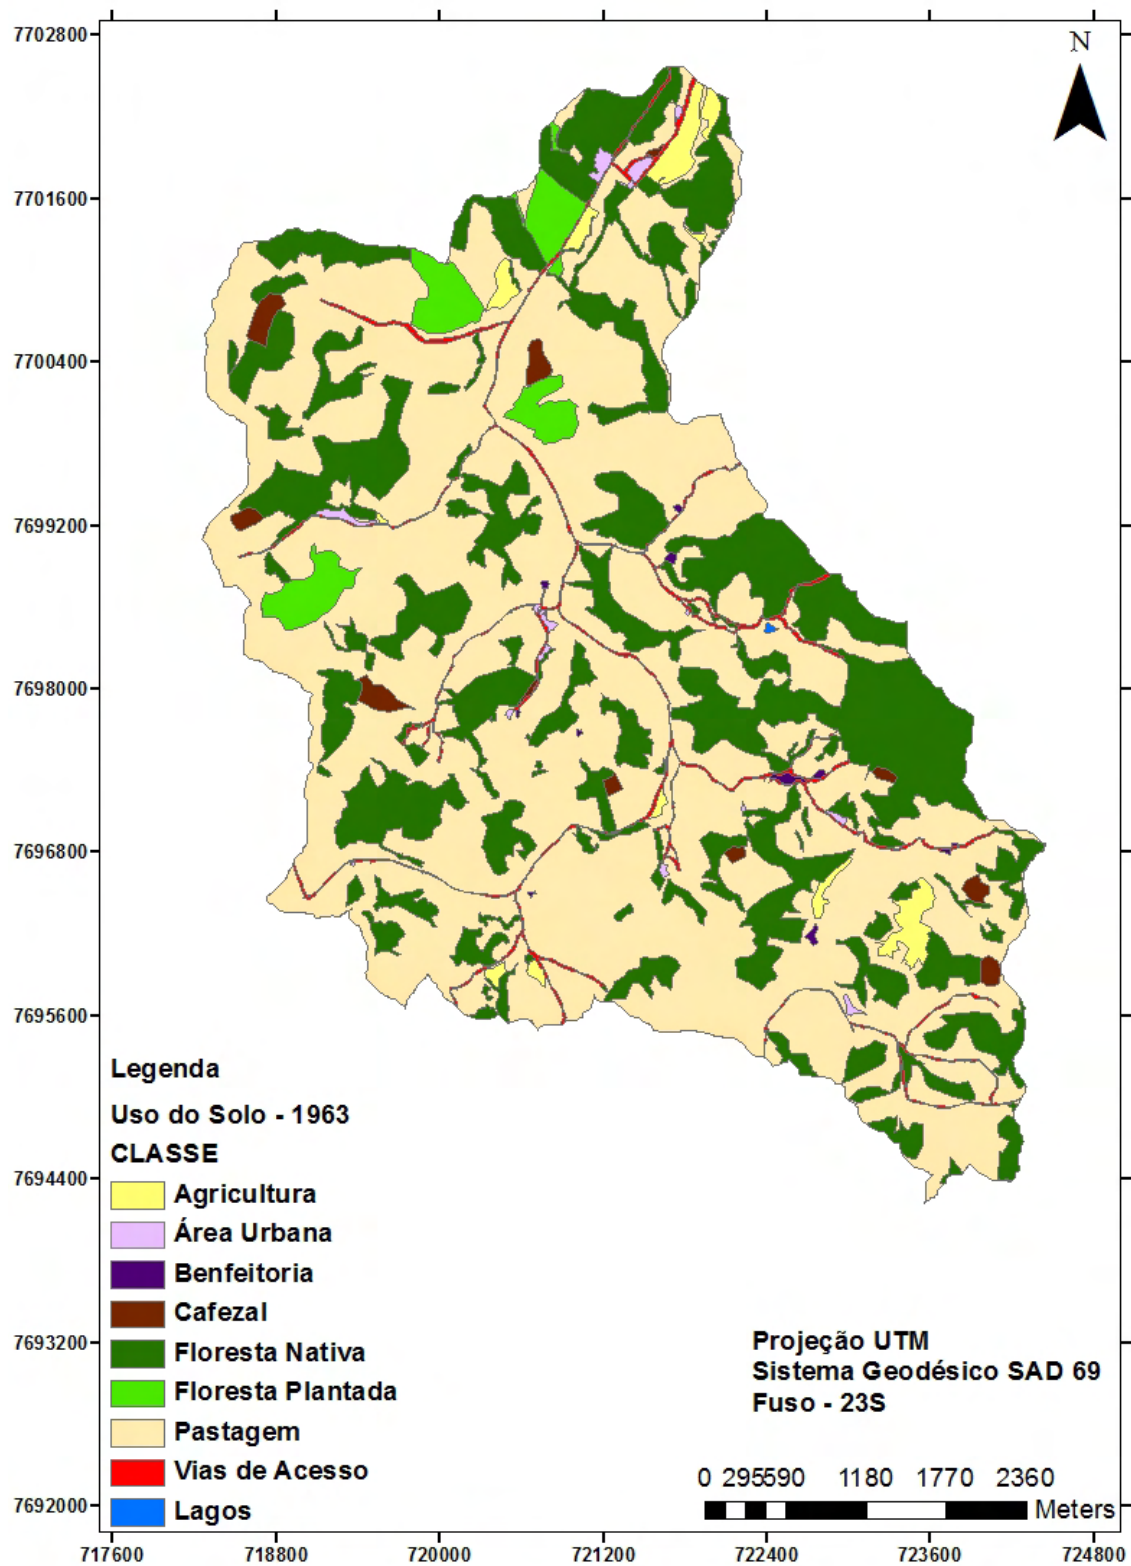 7702800
N
7701600
7700400
7699200
7698000
7696800
7695600
Legenda
Uso do Solo - 1963
CLASSE
7694400
Agricultura
Área Urbana
Benfeitoria
Cafezal
7693200
Floresta Nativa
Floresta Plantada
Pastagem
Vias de Acesso
7692000
Lagos
Projeção UTM
Sistema Geodésico SAD 69
Fuso - 23S
0 295590 1180 1770 2360
Meters
717600 718800 720000 721200 722400 723600 724800